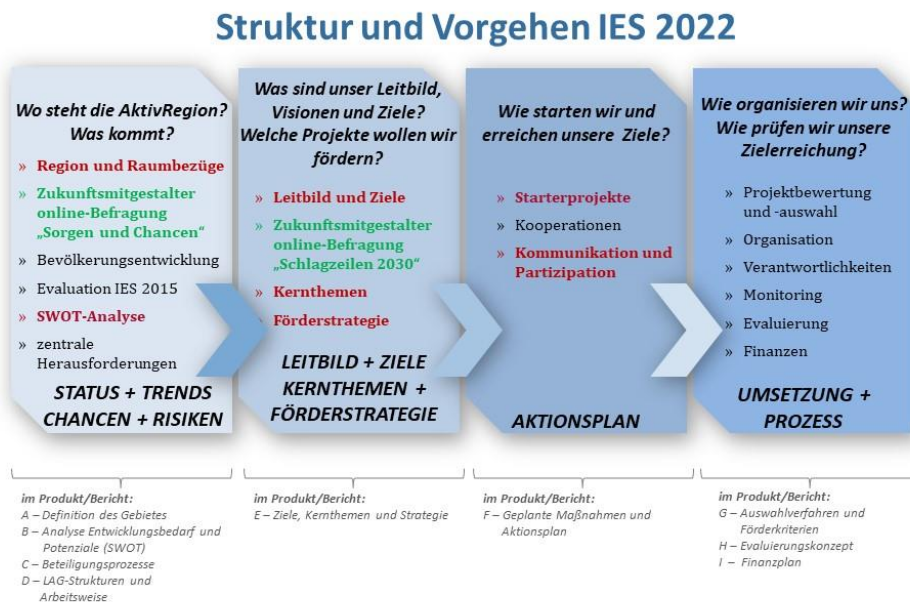 Struktur und Vorgehen IES 2022
Wo steht die AktivRegion?
Was kommt?
» Region und Raumbezüge
» Zukunftsmitgestalter
online-Befragung
„Sorgen und Chancen“
» Bevölkerungsentwicklung
» Evaluation IES 2015
» SWOT-Analyse
» zentrale
Herausforderungen
STATUS + TRENDS
CHANCEN + RISIKEN
Was sind unser Leitbild,
Visionen und Ziele?
Welche Projekte wollen wir
fördern?
» Leitbild und Ziele
» Zukunftsmitgestalter
online-Befragung
„Schlagzeilen 2030“
» Kernthemen
» Förderstrategie
LEITBILD + ZIELE
KERNTHEMEN +
FÖRDERSTRATEGIE
Wie starten wir und
erreichen unsere Ziele?
» Starterprojekte
» Kooperationen
» Kommunikation und
Partizipation
AKTIONSPLAN
Wie organisieren wir uns?
Wie prüfen wir unsere
Zielerreichung?
» Projektbewertung
und -auswahl
» Organisation
» Verantwortlichkeiten
» Monitoring
» Evaluierung
» Finanzen
UMSETZUNG +
PROZESS
im Produkt/Bericht:
A – Definition des Gebietes
B – Analyse Entwicklungsbedarf und
Potenziale (SWOT)
C – Beteiligungsprozesse
D – LAG-Strukturen und
Arbeitsweise
im Produkt/Bericht:
E – Ziele, Kernthemen und Strategie
im Produkt/Bericht:
F – Geplante Maßnahmen und
Aktionsplan
im Produkt/Bericht:
G – Auswahlverfahren und
Förderkriterien
H – Evaluierungskonzept
I – Finanzplan